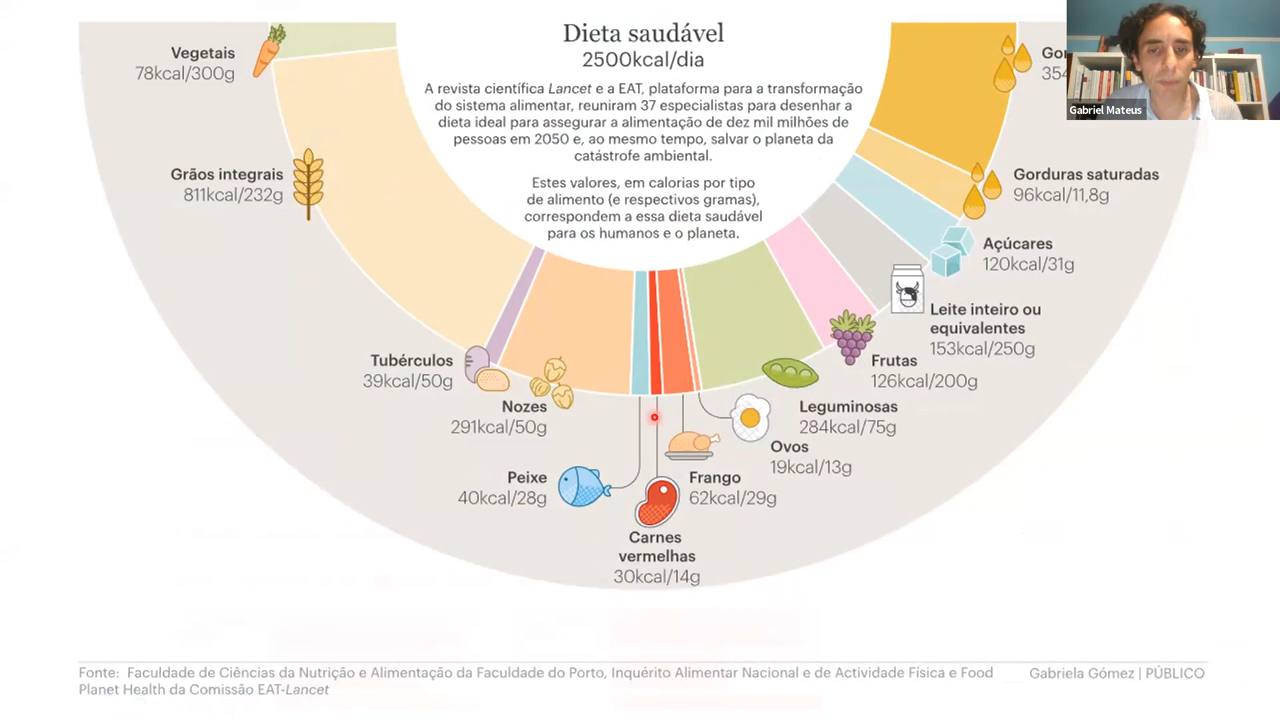 Dieta saudável
2500kcal/dia
A revista científica Lancet e a EAT, plataforma para a transformação
do sistema alimentar, reuniram 37 especialistas para desenhar a
dieta ideal para assegurar a alimentação de dez mil milhões de
pessoas em 2050 e, ao mesmo tempo, salvar o planeta da
catástrofe ambiental.
Estes valores, em calorias por tipo
de alimento (e respectivos gramas),
correspondem a essa dieta saudável
para os humanos e o planeta.
Vegetais
78kcal/300g
Grãos integrais
811kcal/232g
Tubérculos
39kcal/50g
Nozes
291kcal/50g
Peixe
40kcal/28g
Carnes
vermelhas
30kcal/14g
Frango
62kcal/29g
Ovos
19kcal/13g
Leguminosas
284kcal/75g
Frutas
126kcal/200g
Leite inteiro ou
equivalentes
153kcal/250g
Açúcares
120kcal/31g
Gorduras saturadas
96kcal/11,8g
Gabriel Mateus
Fonte: Faculdade de Ciências da Nutrição e Alimentação da Faculdade do Porto, Inquérito Alimentar Nacional e de Actividade Física e Food
Planet Health da Comissão EAT-Lancet
Gabriela Gómez | PÚBLICO